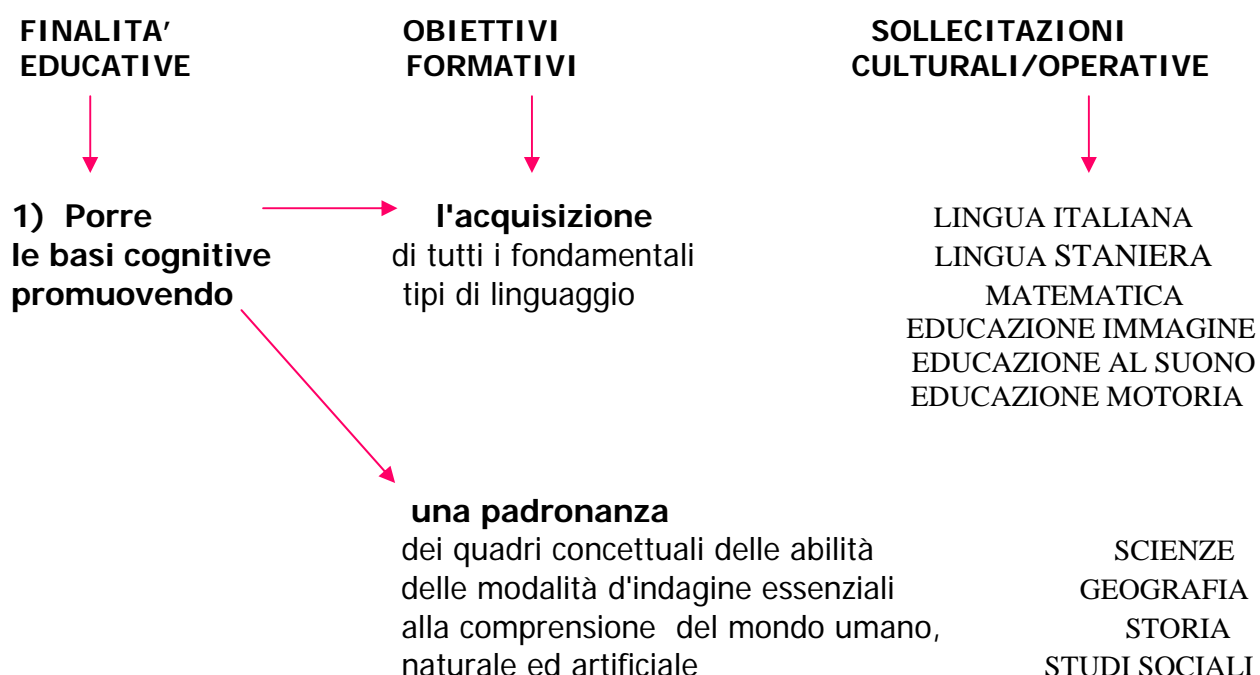 FINALITA' OBIETTIVI SOLLECITAZIONI
EDUCATIVE FORMATIVI CULTURALI/OPERATIVE
1) Porre l'acquisizione LINGUA ITALIANA
le basi cognitive di tutti i fondamentali LINGUA STANIERA
promuovendo tipi di linguaggio MATEMATICA
EDUCAZIONE IMMAGINE
EDUCAZIONE AL SUONO
EDUCAZIONE MOTORIA
una padronanza
dei quadri concettuali delle abilità SCIENZE
delle modalità d'indagine essenziali GEOGRAFIA
alla comprensione del mondo umano, STORIA
naturale ed artificiale STUDI SOCIALI